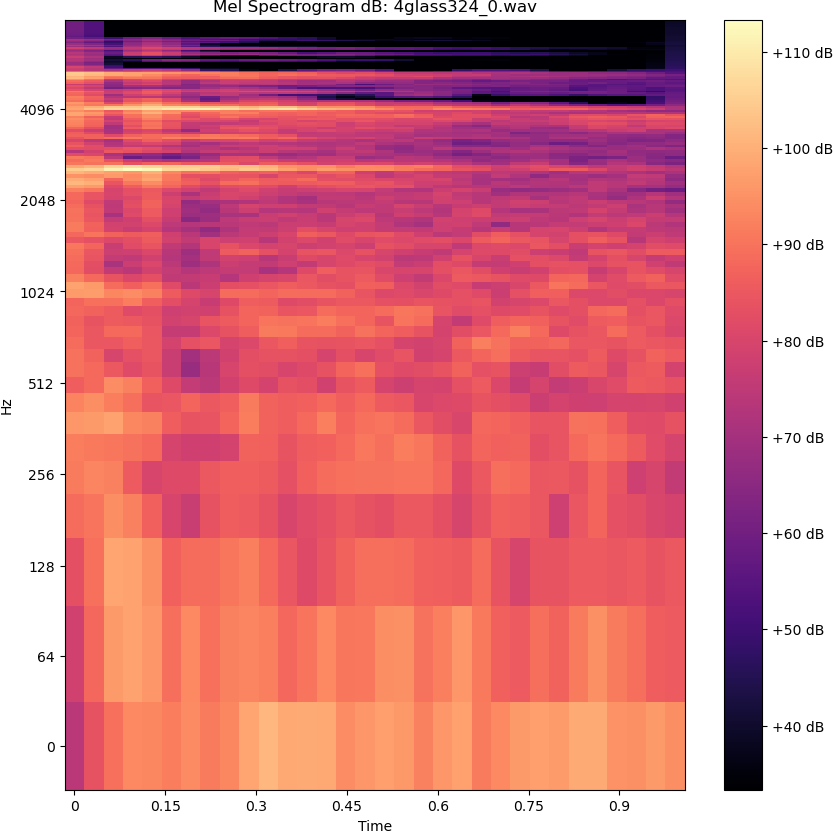 Mel Spectrogram dB: 4glass324_0.wav
Hz
4096
2048
1024
512
256
128
64
0
0 0.15 0.3 0.45 0.6 0.75 0.9
Time
+110 dB
+100 dB
+90 dB
+80 dB
+70 dB
+60 dB
+50 dB
+40 dB